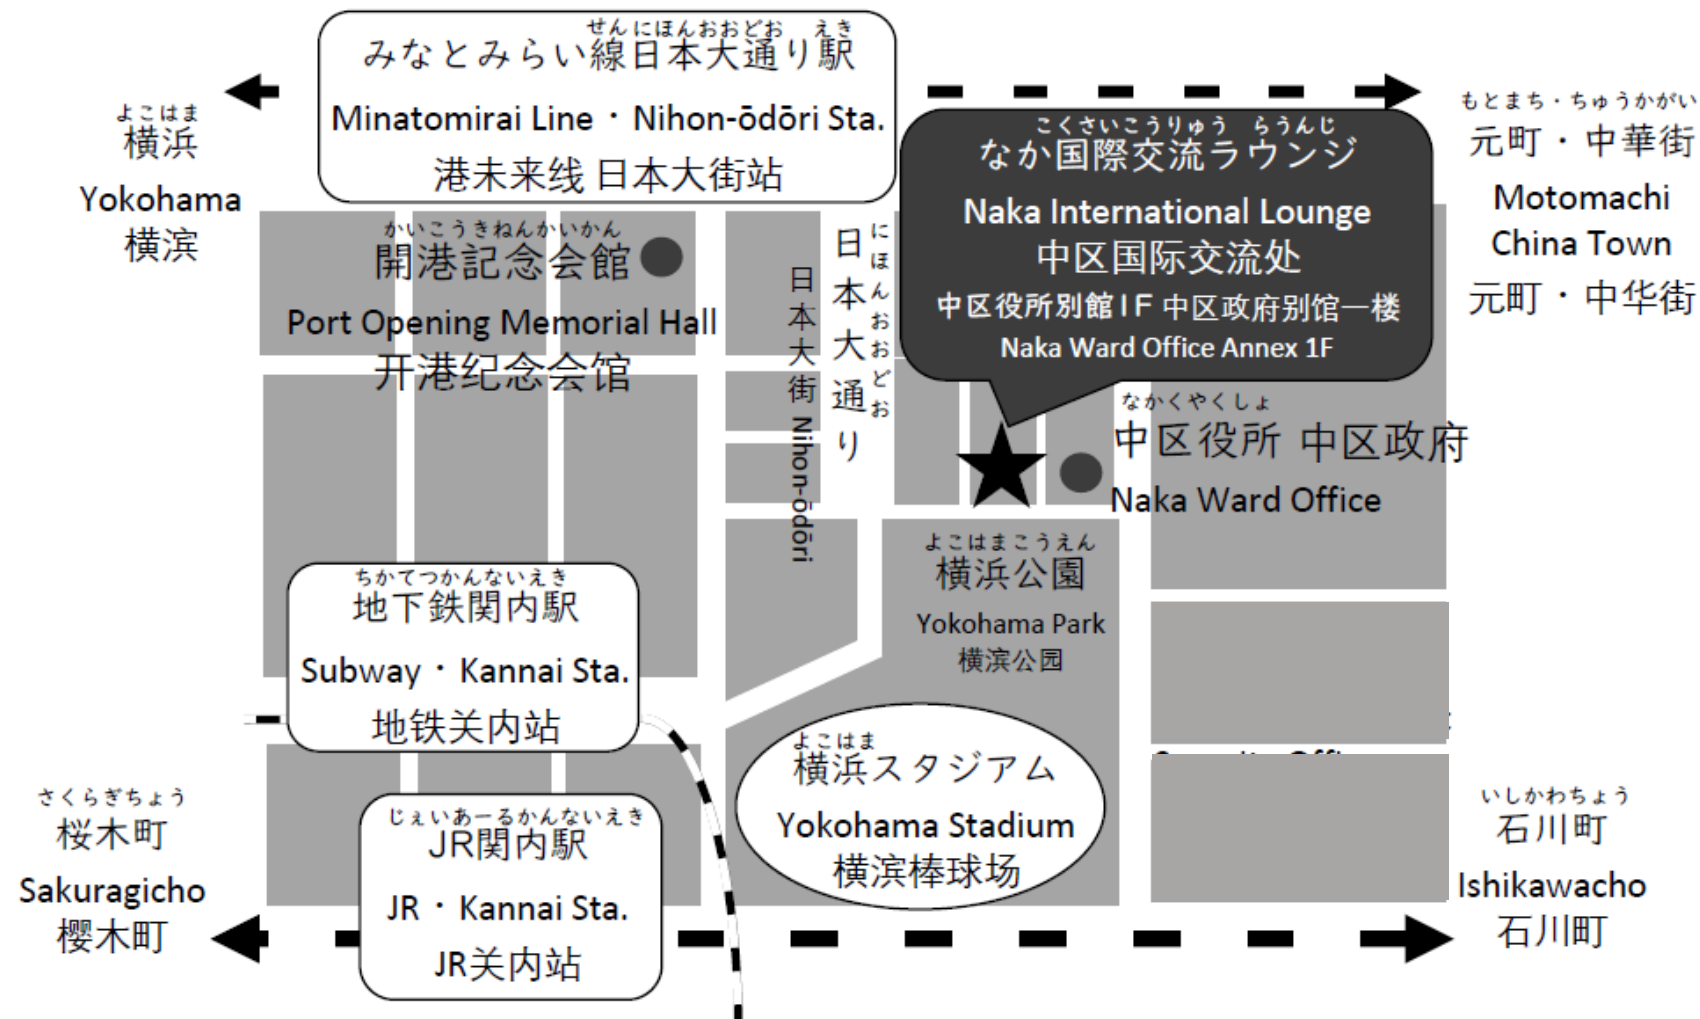 せんにほんおおどお えき
みなとみらい線日本大通り駅
Minatomirai Line・Nihon-ōdōri Sta.
港未来线 日本大街站
よこはま
横浜
Yokohama
横滨
もとまち・ちゅうかがい
元町・中華街
Motomachi
China Town
元町・中华街
こくさいこうりゅう らうんじ
なか国際交流ラウンジ
Naka International Lounge
中区国际交流处
中区役所別館1F 中区政府别馆一楼
Naka Ward Office Annex 1F
かいこうきねんかいかん
開港記念会館
Port Opening Memorial Hall
开港纪念会馆
にほんおおどお
日本大通り
日本大街 Nihon-ōdōri
なかくやくしょ
中区役所 中区政府
Naka Ward Office
よこはまこうえん
横浜公園
Yokohama Park
横滨公园
ちかてつかんないえき
地下鉄関内駅
Subway・Kannai Sta.
地铁关内站
よこはま
横浜スタジアム
Yokohama Stadium
横滨棒球场
さくらぎちょう
桜木町
Sakuragicho
樱木町
じぇいあーるかんないえき
JR関内駅
JR・Kannai Sta.
JR关内站
いしかわちょう
石川町
Ishikawacho
石川町